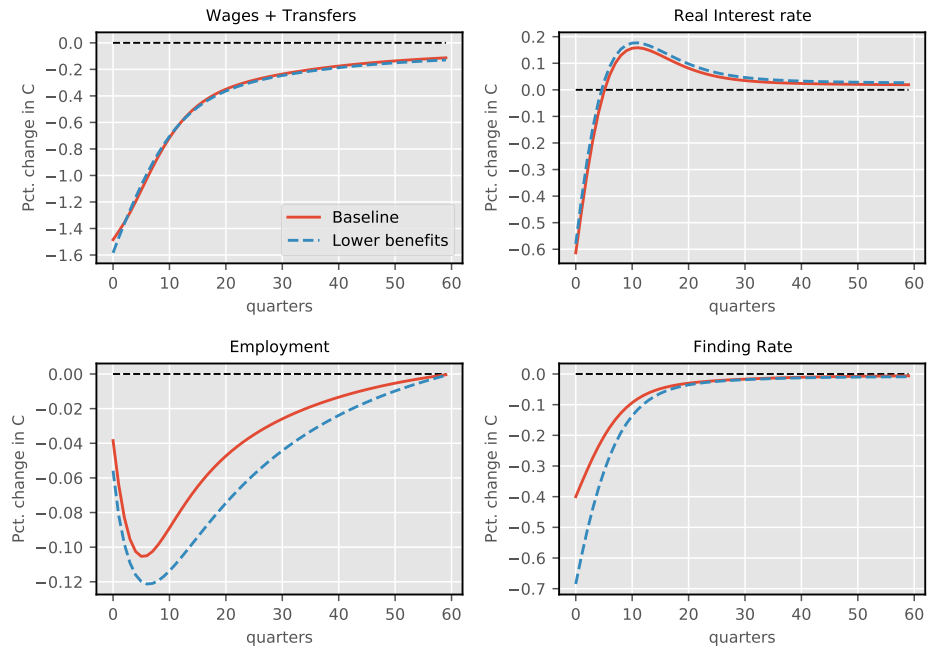 Wages + Transfers
Pct. change in C
0.0
−0.2
−0.4
−0.6
−0.8
−1.0
−1.2
−1.4
−1.6
Baseline
Lower benefits
0 10 20 30 40 50 60
quarters
Real Interest rate
Pct. change in C
0.2
0.1
0.0
−0.1
−0.2
−0.3
−0.4
−0.5
−0.6
0 10 20 30 40 50 60
quarters
Employment
Pct. change in C
0.00
−0.02
−0.04
−0.06
−0.08
−0.10
−0.12
0 10 20 30 40 50 60
quarters
Finding Rate
Pct. change in C
0.0
−0.1
−0.2
−0.3
−0.4
−0.5
−0.6
−0.7
0 10 20 30 40 50 60
quarters